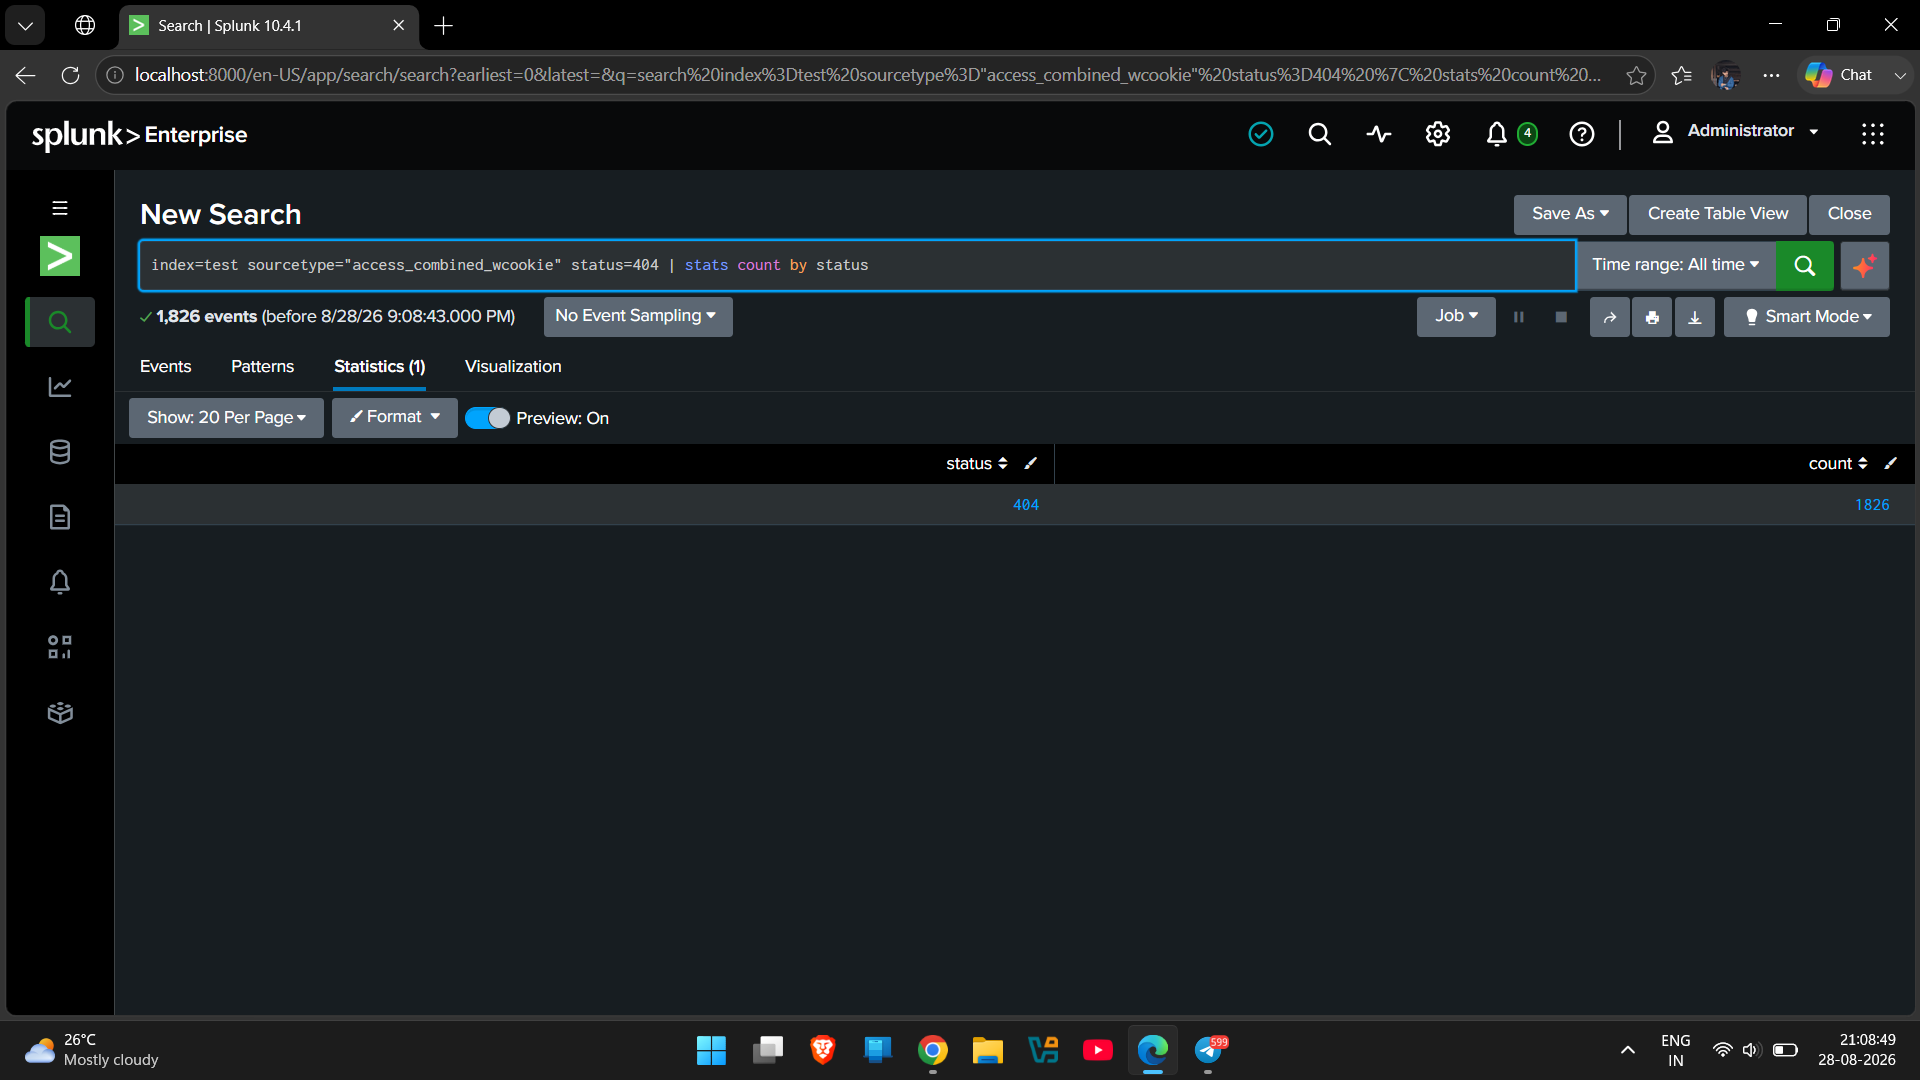 Search | Splunk 10.4.1
localhost:8000/en-US/app/search/search?earliest=0&latest=&q=search%20index%3Dtest%20sourcetype%3D"access_combined_wcookie"%20status%3D404%20%7C%20stats%20count%20...
Chat
splunk>Enterprise
4
Administrator
New Search
Save As
Create Table View
Close
index=test sourcetype="access_combined_wcookie" status=404 | stats count by status
Time range: All time
1,826 events (before 8/28/26 9:08:43.000 PM)
No Event Sampling
Job
Smart Mode
Events
Patterns
Statistics (1)
Visualization
Show: 20 Per Page
Format
Preview: On
status
count
404
1826
26°C
Mostly cloudy
599
ENG
IN
21:08:49
28-08-2026